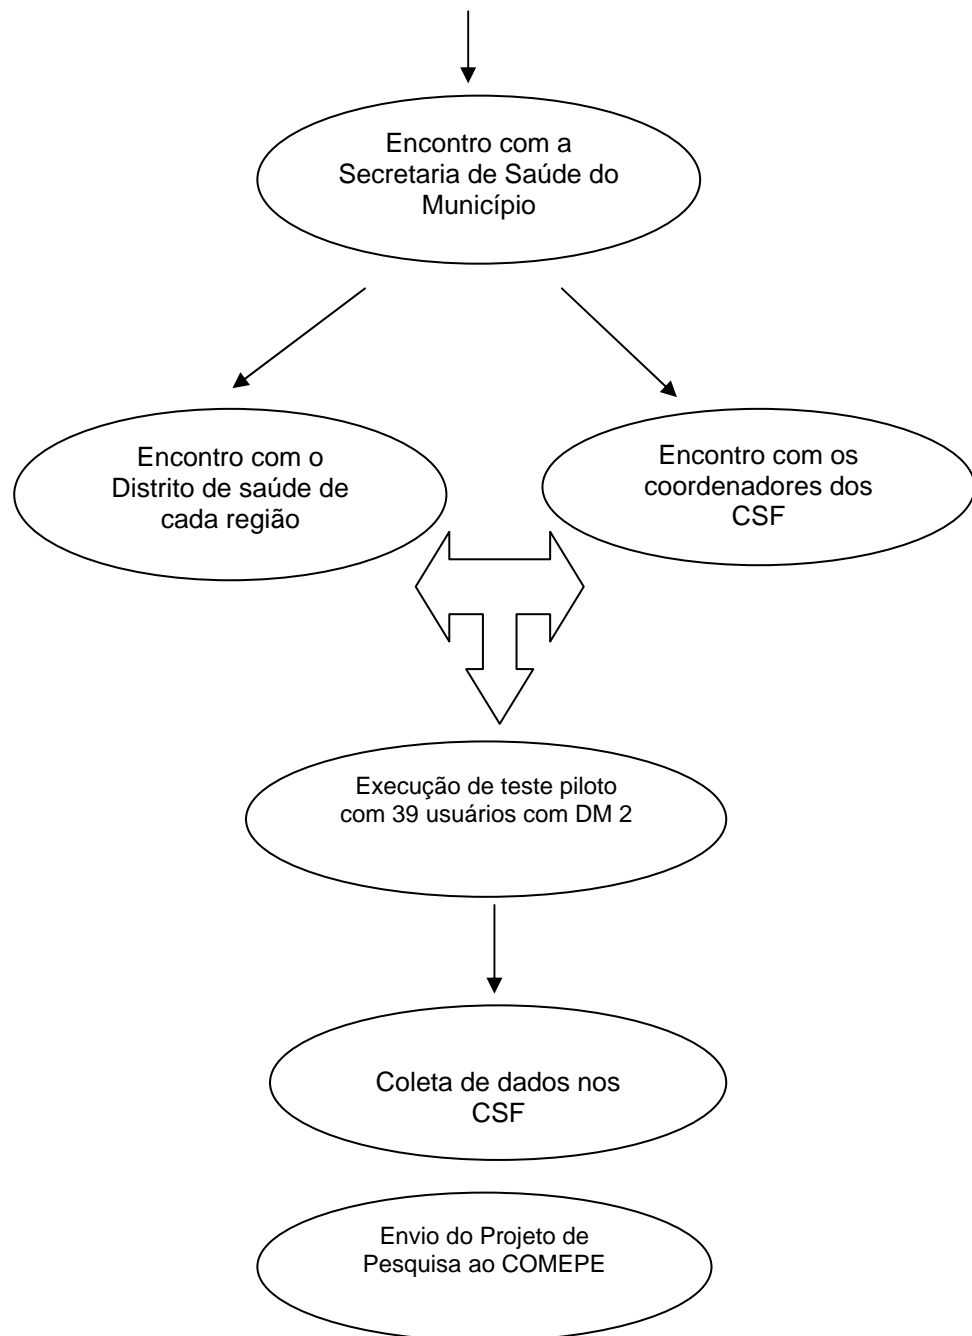 Encontro com a
Secretaria de Saúde do
Município
Encontro com o
Distrito de saúde de
cada região
Encontro com os
coordenadores dos
CSF
Execução de teste piloto
com 39 usuários com DM 2
Coleta de dados nos
CSF
Envio do Projeto de
Pesquisa ao COMEPE